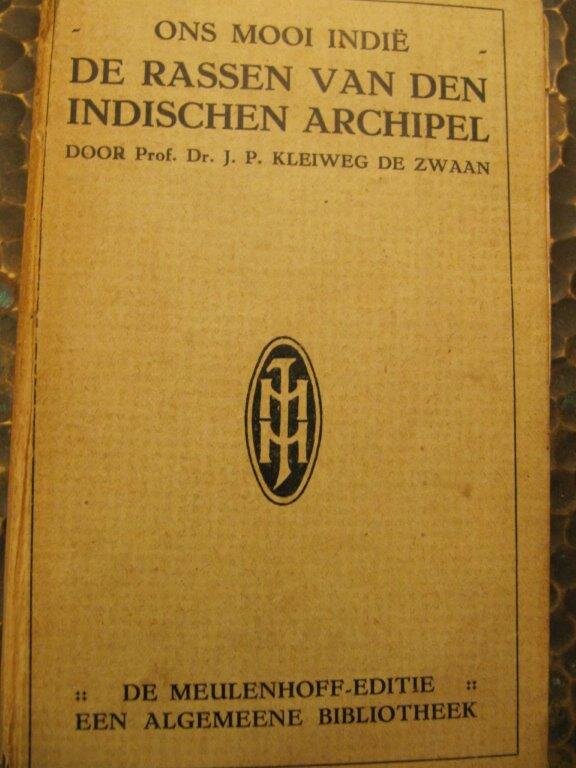 ONS MOOI INDIË
DE RASSEN VAN DEN
INDISCHEN ARCHIPEL
DOOR Prof. Dr. J. P. KLEIWEG DE ZWAAN
JMM
:: DE MEULENHOFF-EDITIE ::
EEN ALGEMEENE BIBLIOTHEEK